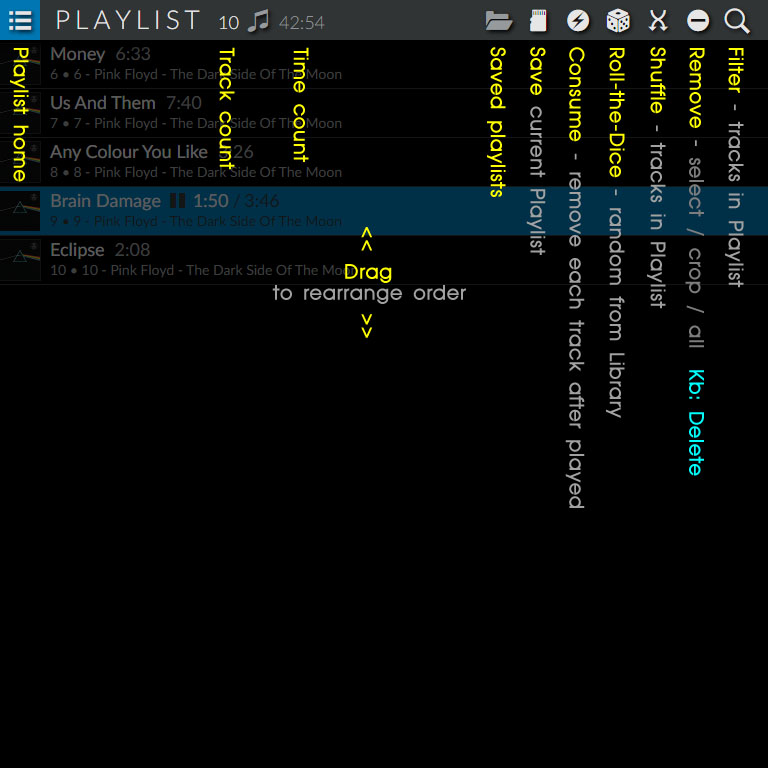 PLAYLIST 10 42:54
Money 6:33
6 • 6 - Pink Floyd - The Dark Side Of The Moon
Us And Them 7:40
7 • 7 - Pink Floyd - The Dark Side Of The Moon
Any Colour You Like :26
8 • 8 - Pink Floyd - The Dark Side Of The Moon
Brain Damage 1:50 / 3:46
9 • 9 - Pink Floyd - The Dark Side Of The Moon
Eclipse 2:08
10 • 10 - Pink Floyd - The Dark Side Of The Moon
Playlist home
Track count
Time count
Saved playlists
Save current Playlist
Consume - remove each track after played
Roll-the-Dice - random from Library
Shuffle - tracks in Playlist
Remove - select / crop / all Kb: Delete
Filter - tracks in Playlist
Drag
to rearrange order